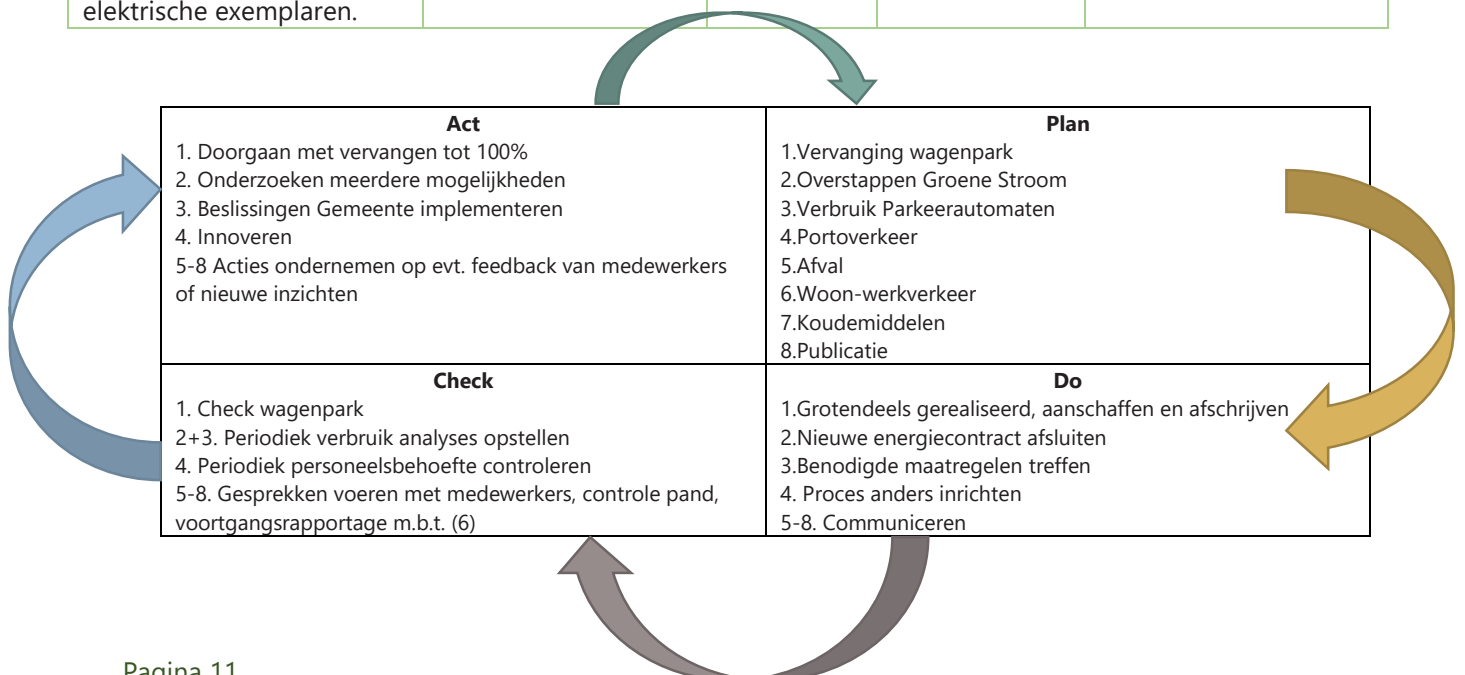 elektrische exemplaren.
Act
1. Doorgaan met vervangen tot 100%
2. Onderzoeken meerdere mogelijkheden
3. Beslissingen Gemeente implementeren
4. Innoveren
5-8 Acties ondernemen op evt. feedback van medewerkers
of nieuwe inzichten
Plan
1.Vervanging wagenpark
2.Overstappen Groene Stroom
3.Verbruik Parkeerautomaten
4.Portoverkeer
5.Afval
6.Woon-werkverkeer
7.Koudemiddelen
8.Publicatie
Check
1. Check wagenpark
2+3. Periodiek verbruik analyses opstellen
4. Periodiek personeelsbehoefte controleren
5-8. Gesprekken voeren met medewerkers, controle pand,
voortgangsrapportage m.b.t. (6)
Do
1.Grotendeels gerealiseerd, aanschaffen en afschrijven
2.Nieuwe energiecontract afsluiten
3.Benodigde maatregelen treffen
4. Proces anders inrichten
5-8. Communiceren
Pagina 11